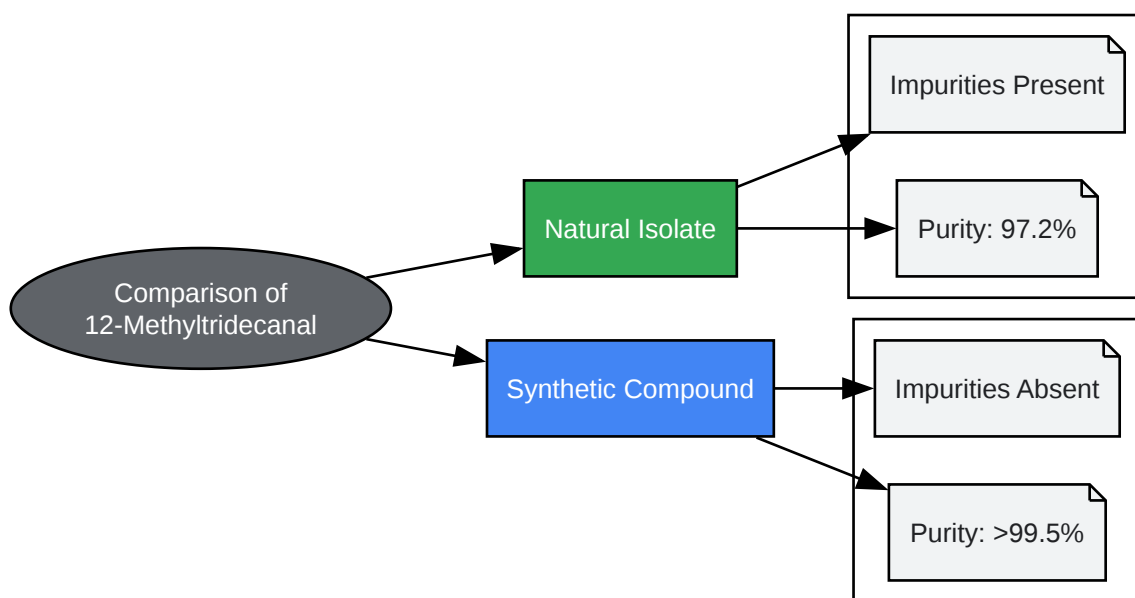 Comparison of
12-Methyltridecanal
Natural Isolate
Impurities Present
Purity: 97.2%
Synthetic Compound
Impurities Absent
Purity: >99.5%